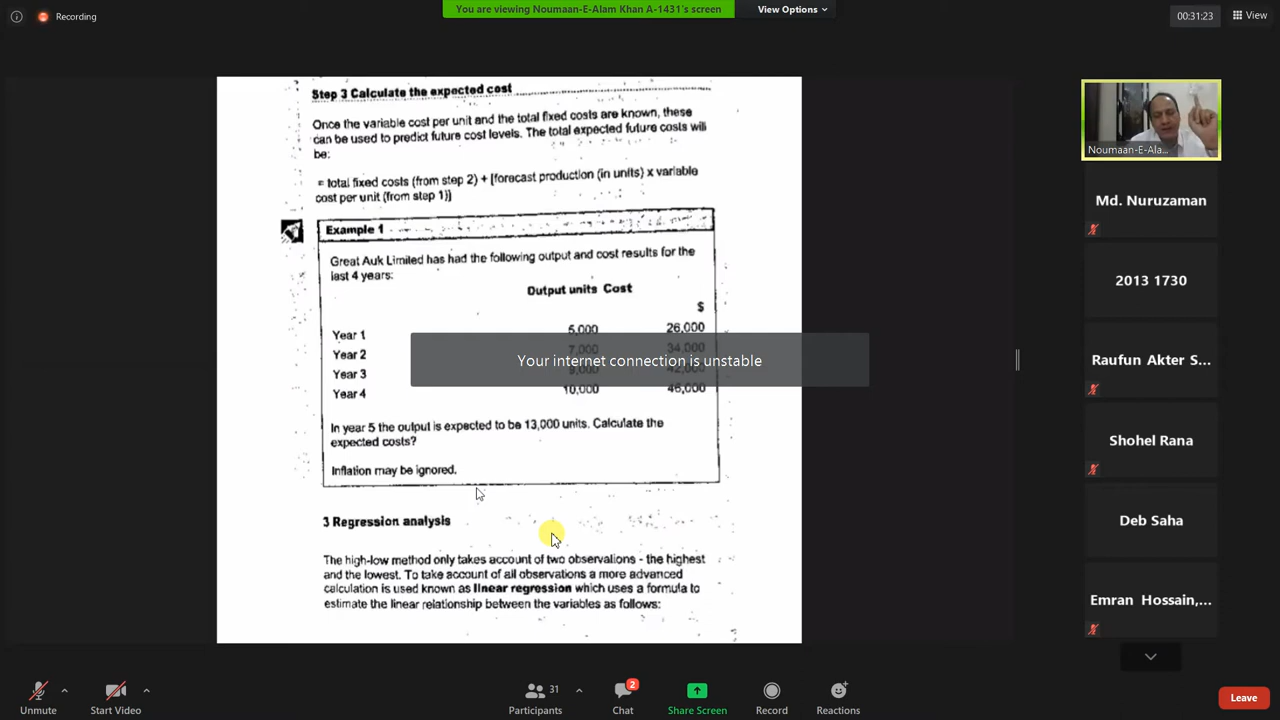 Recording
You are viewing Noumaan-E-Alam Khan A-1431's screen
View Options
00:31:23
View
Step 3 Calculate the expected cost
Once the variable cost per unit and the total fixed costs are known, these
can be used to predict future cost levels. The total expected future costs will
be:
= total fixed costs (from step 2) + [forecast production (in units) x variable
cost per unit (from step 1)]
Example 1
Great Auk Limited has had the following output and cost results for the
last 4 years:
Output units Cost
$
Year 1 5,000 26,000
Year 2 7,000 34,000
Year 3 9,000 42,000
Year 4 10,000 46,000
Your internet connection is unstable
In year 5 the output is expected to be 13,000 units. Calculate the
expected costs?
Inflation may be ignored.
3 Regression analysis
The high-low method only takes account of two observations - the highest
and the lowest. To take account of all observations a more advanced
calculation is used known as linear regression which uses a formula to
estimate the linear relationship between the variables as follows:
Noumaan-E-Ala...
Md. Nuruzaman
2013 1730
Raufun Akter S...
Shohel Rana
Deb Saha
Emran Hossain,...
Unmute
Start Video
31
Participants
2
Chat
Share Screen
Record
Reactions
Leave